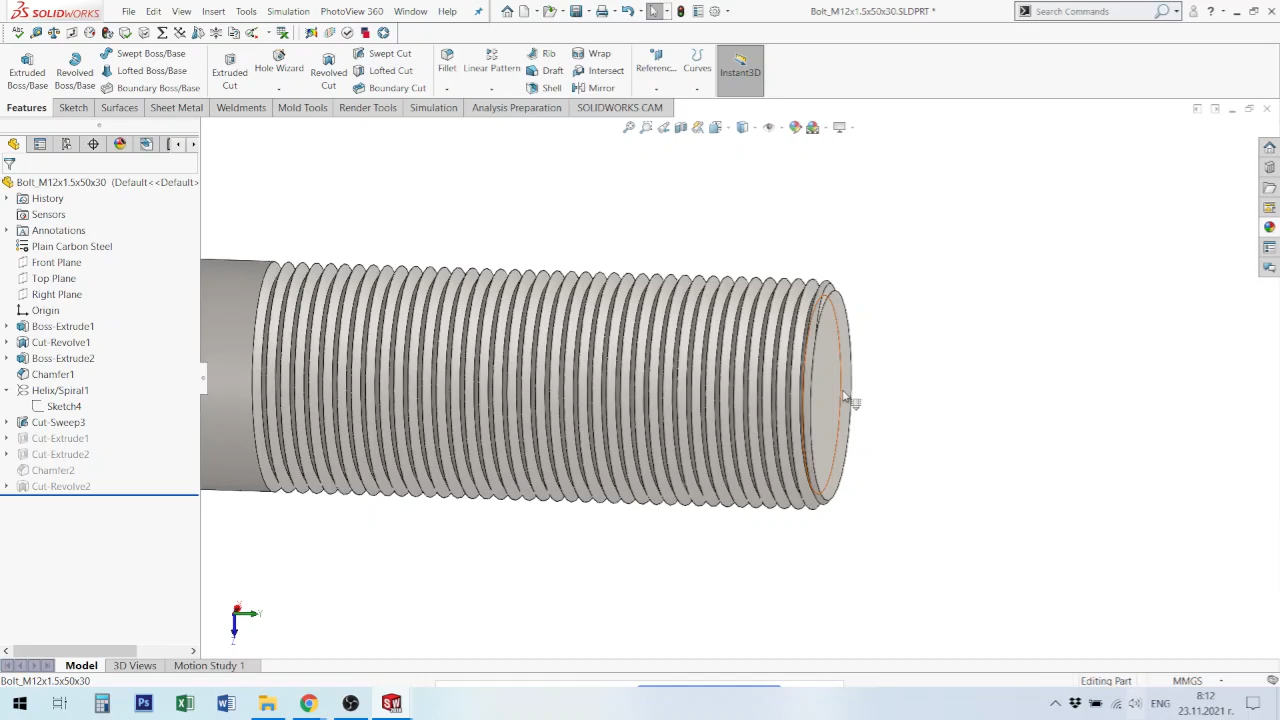 SOLIDWORKS File Edit View Insert Tools Simulation PhotoView 360 Window Help Bolt_M12x1.5x50x30.SLDPRT * Search Commands
Extruded Boss/Base
Revolved Boss/Base
Swept Boss/Base
Lofted Boss/Base
Boundary Boss/Base
Extruded Cut
Hole Wizard
Revolved Cut
Swept Cut
Lofted Cut
Boundary Cut
Fillet
Linear Pattern
Rib
Draft
Shell
Wrap
Intersect
Mirror
Referenc...
Curves
Instant3D
Features Sketch Surfaces Sheet Metal Weldments Mold Tools Render Tools Simulation Analysis Preparation SOLIDWORKS CAM
Bolt_M12x1.5x50x30 (Default<<Default>
History
Sensors
Annotations
Plain Carbon Steel
Front Plane
Top Plane
Right Plane
Origin
Boss-Extrude1
Cut-Revolve1
Boss-Extrude2
Chamfer1
Helix/Spiral1
Sketch4
Cut-Sweep3
Cut-Extrude1
Cut-Extrude2
Chamfer2
Cut-Revolve2
Y
Z
Model 3D Views Motion Study 1
Bolt_M12x1.5x50x30 Editing Part MMGS
ENG
8:12
23.11.2021 г.